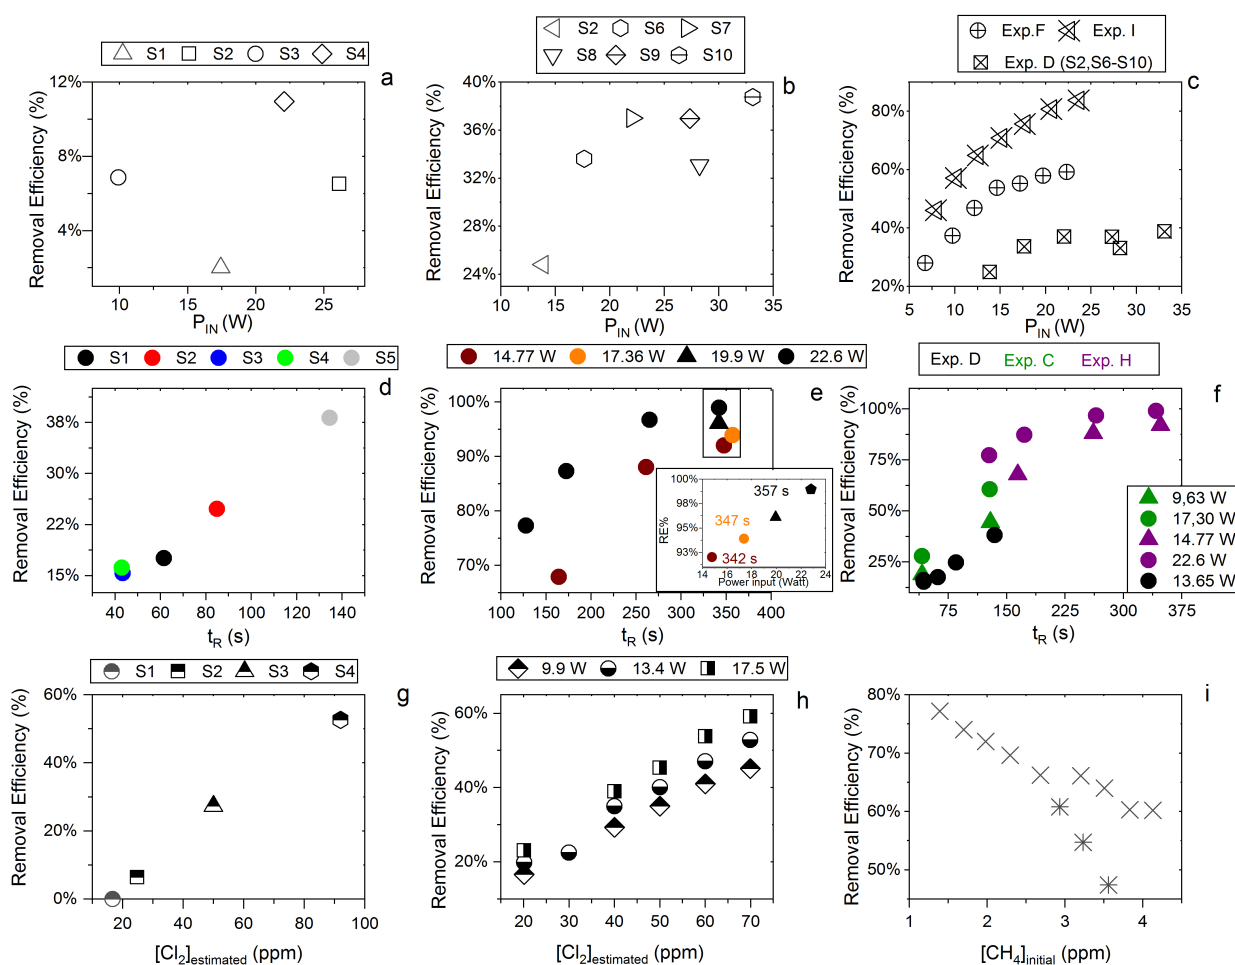 S1 S2 S3 S4
a
12%
8%
4%
Removal Efficiency (%)
10 15 20 25
P_IN (W)
S2 S6 S7
S8 S9 S10
b
40%
36%
32%
28%
24%
Removal Efficiency (%)
10 15 20 25 30 35
P_IN (W)
Exp.F Exp. I
Exp. D (S2,S6-S10)
c
80%
60%
40%
20%
Removal Efficiency (%)
5 10 15 20 25 30 35
P_IN (W)
S1 S2 S3 S4 S5
d
38%
30%
22%
15%
Removal Efficiency (%)
40 60 80 100 120 140
t_R (s)
14.77 W 17.36 W 19.9 W 22.6 W
e
100%
90%
80%
70%
Removal Efficiency (%)
100 150 200 250 300 350 400
t_R (s)
100%
98%
95%
93%
RE%
357 s
347 s
342 s
14 16 18 20 22 24
Power input (Watt)
Exp. D Exp. C Exp. H
f
100%
75%
50%
25%
Removal Efficiency (%)
9,63 W
17,30 W
14.77 W
22.6 W
13.65 W
75 150 225 300 375
t_R (s)
S1 S2 S3 S4
g
60%
40%
20%
0%
Removal Efficiency (%)
20 40 60 80 100
[Cl2]estimated (ppm)
9.9 W 13.4 W 17.5 W
h
60%
40%
20%
Removal Efficiency (%)
20 30 40 50 60 70
[Cl2]estimated (ppm)
i
80%
70%
60%
50%
Removal Efficiency (%)
1 2 3 4
[CH4]initial (ppm)